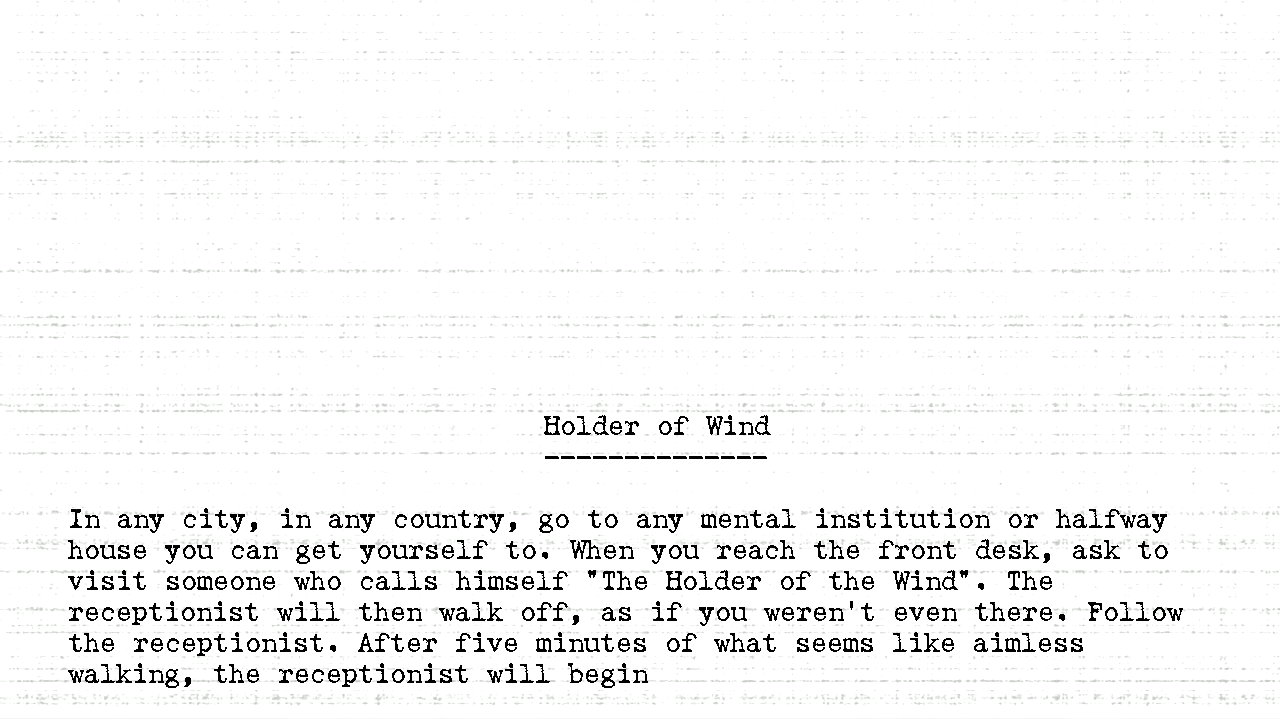 Holder of Wind
--------------
In any city, in any country, go to any mental institution or halfway
house you can get yourself to. When you reach the front desk, ask to
visit someone who calls himself "The Holder of the Wind". The
receptionist will then walk off, as if you weren't even there. Follow
the receptionist. After five minutes of what seems like aimless
walking, the receptionist will begin